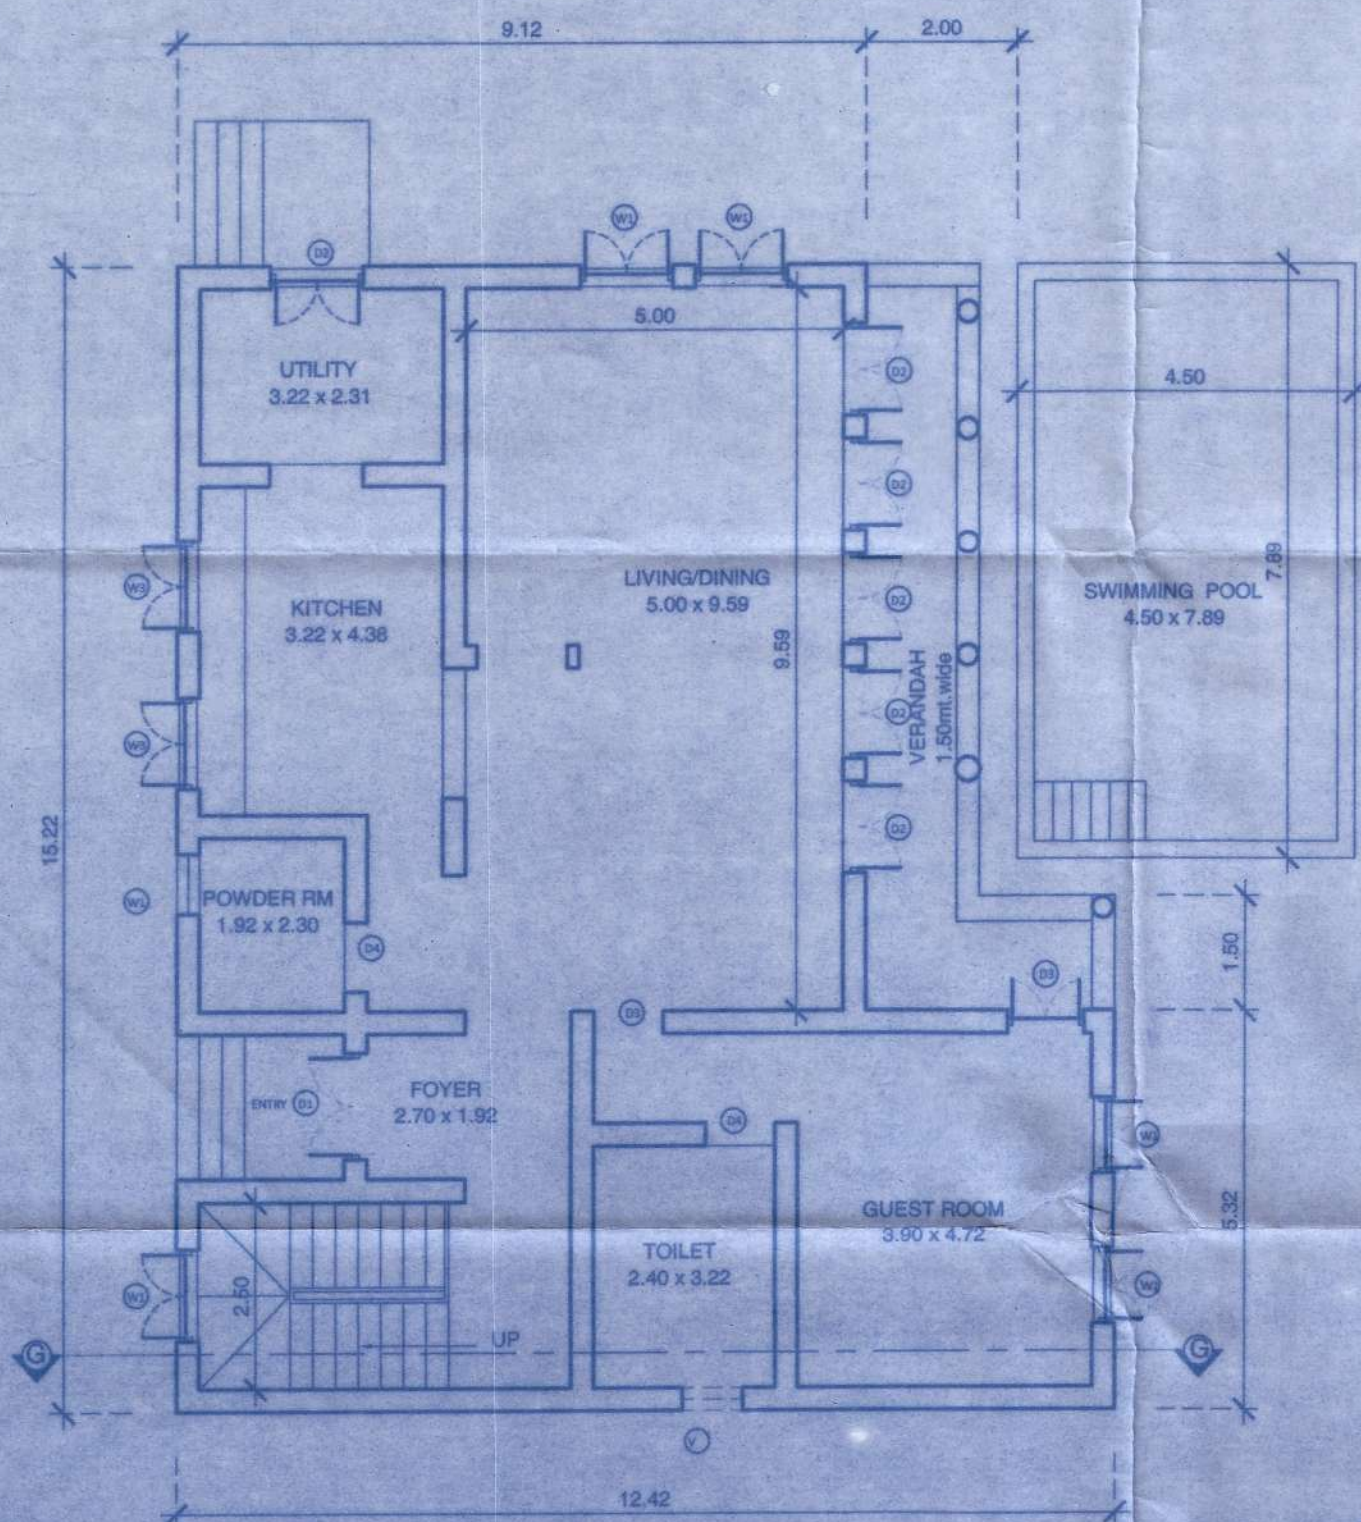 9.12
2.00
W1
W1
D2
5.00
UTILITY
3.22 x 2.31
D2
4.50
D2
7.89
LIVING/DINING
5.00 x 9.59
W3
KITCHEN
3.22 x 4.38
D2
SWIMMING POOL
4.50 x 7.89
9.59
VERANDAH
1.50mt.wide
D2
W3
15.22
D2
POWDER RM
1.92 x 2.30
D4
1.50
D3
D3
ENTRY D1
FOYER
2.70 x 1.92
D4
GUEST ROOM
3.90 x 4.72
5.32
TOILET
2.40 x 3.22
2.50
W1
UP
G
G
V
12.42